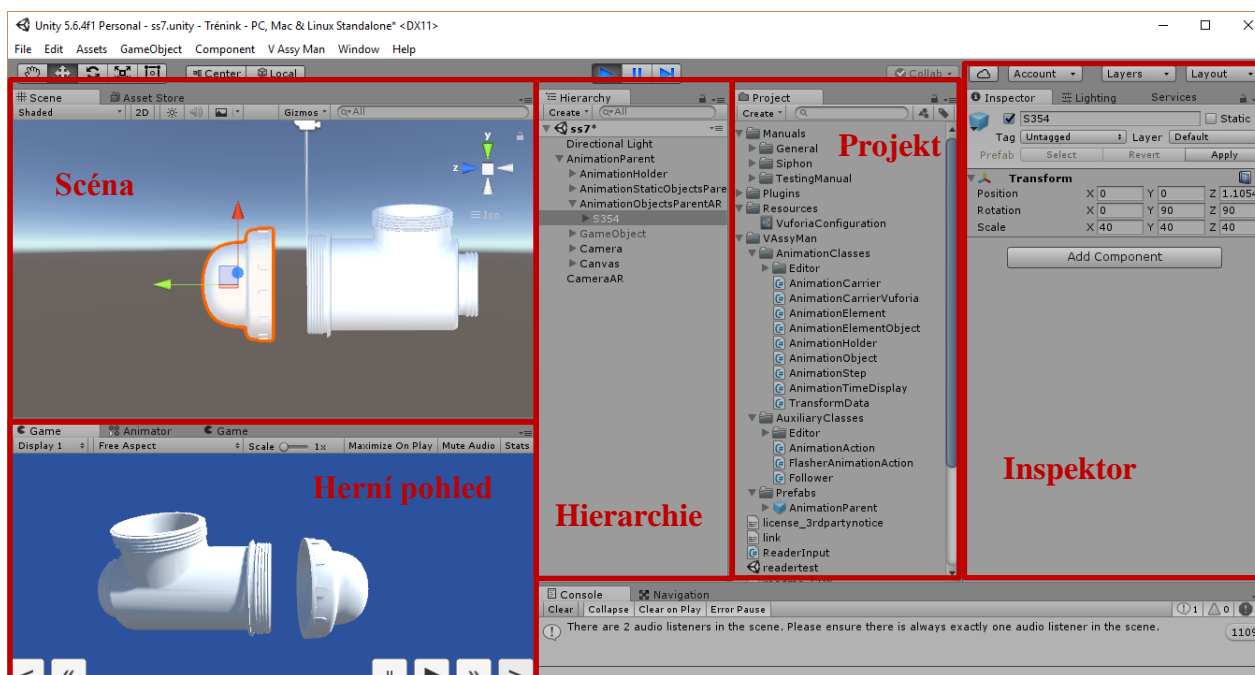 Unity 5.6.4f1 Personal - ss7.unity - Trénink - PC, Mac & Linux Standalone* <DX11>
File Edit Assets GameObject Component V Assy Man Window Help
Center Local Collab Account Layers Layout
Scene Asset Store
Shaded 2D Gizmos All
y
z
Iso
Scéna
Game Animator Game
Display 1 Free Aspect Scale 1x Maximize On Play Mute Audio Stats
Herní pohled
Hierarchy
Create All
ss7*
Directional Light
AnimationParent
AnimationHolder
AnimationStaticObjectsPare
AnimationObjectsParentAR
S354
GameObject
Camera
Canvas
CameraAR
Hierarchie
Project
Create
Manuals
General
Siphon
TestingManual
Plugins
Resources
VuforiaConfiguration
VAssyMan
AnimationClasses
Editor
AnimationCarrier
AnimationCarrierVuforia
AnimationElement
AnimationElementObject
AnimationHolder
AnimationObject
AnimationStep
AnimationTimeDisplay
TransformData
AuxiliaryClasses
Editor
AnimationAction
FlasherAnimationAction
Follower
Prefabs
AnimationParent
license_3rdpartynotice
link
ReaderInput
readertest
Projekt
Inspector Lighting Services
S354 Static
Tag Untagged Layer Default
Prefab Select Revert Apply
Transform
Position X 0 Y 0 Z 1.1054
Rotation X 0 Y 90 Z 90
Scale X 40 Y 40 Z 40
Add Component
Inspektor
Console Navigation
Clear Collapse Clear on Play Error Pause 1 0
There are 2 audio listeners in the scene. Please ensure there is always exactly one audio listener in the scene. 1109